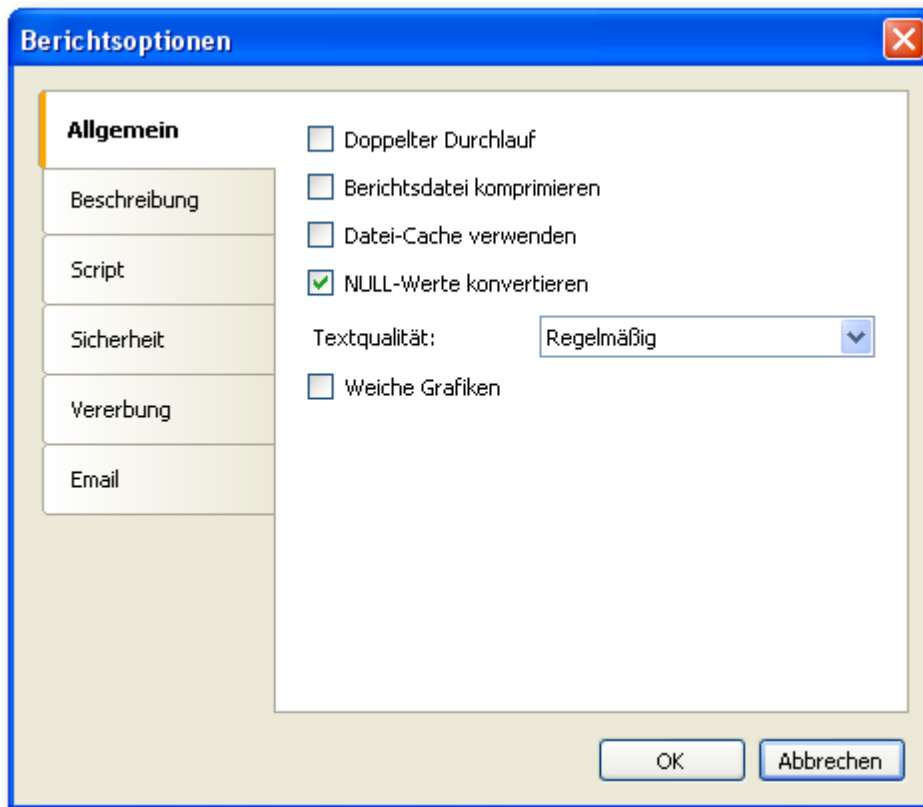 Berichtsoptionen
Allgemein
Beschreibung
Script
Sicherheit
Vererbung
Email
Doppelter Durchlauf
Berichtsdatei komprimieren
Datei-Cache verwenden
NULL-Werte konvertieren
Textqualität: Regelmäßig
Weiche Grafiken
OK Abbrechen